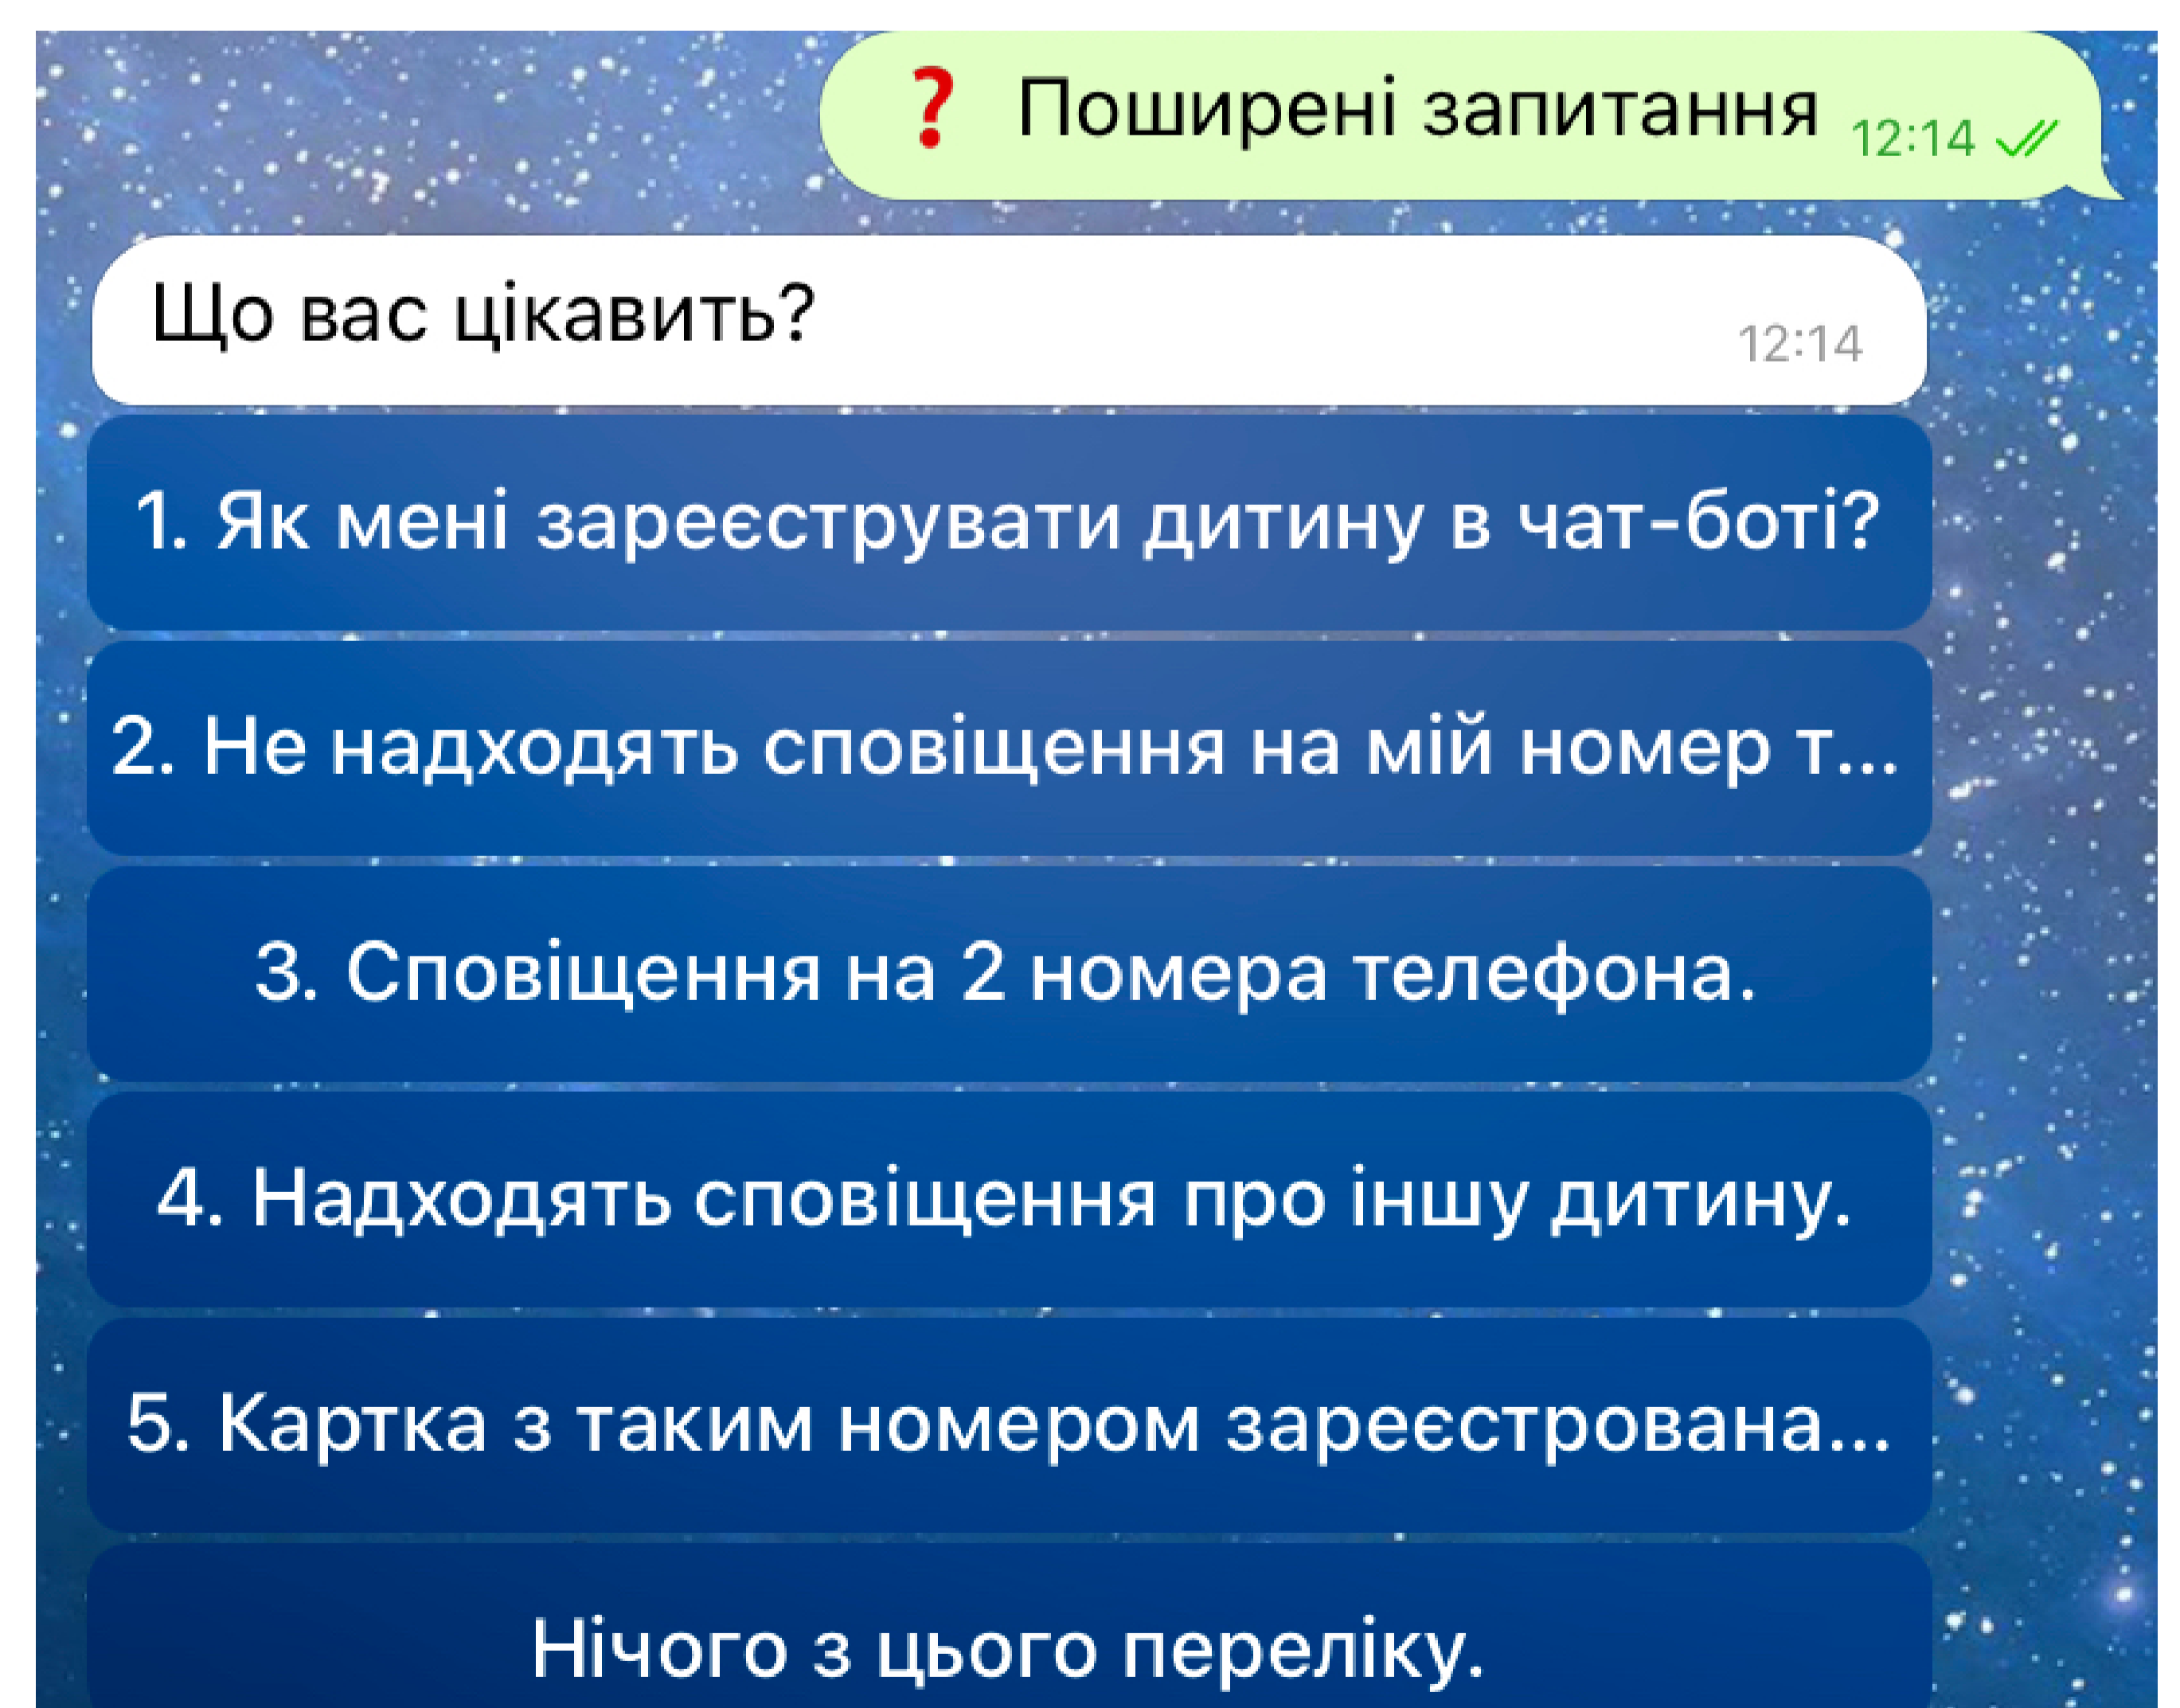 ❓ Поширені запитання 12:14
Що вас цікавить?
12:14
1. Як мені зареєструвати дитину в чат-боті?
2. Не надходять сповіщення на мій номер т...
3. Сповіщення на 2 номера телефона.
4. Надходять сповіщення про іншу дитину.
5. Картка з таким номером зареєстрована...
Нічого з цього переліку.